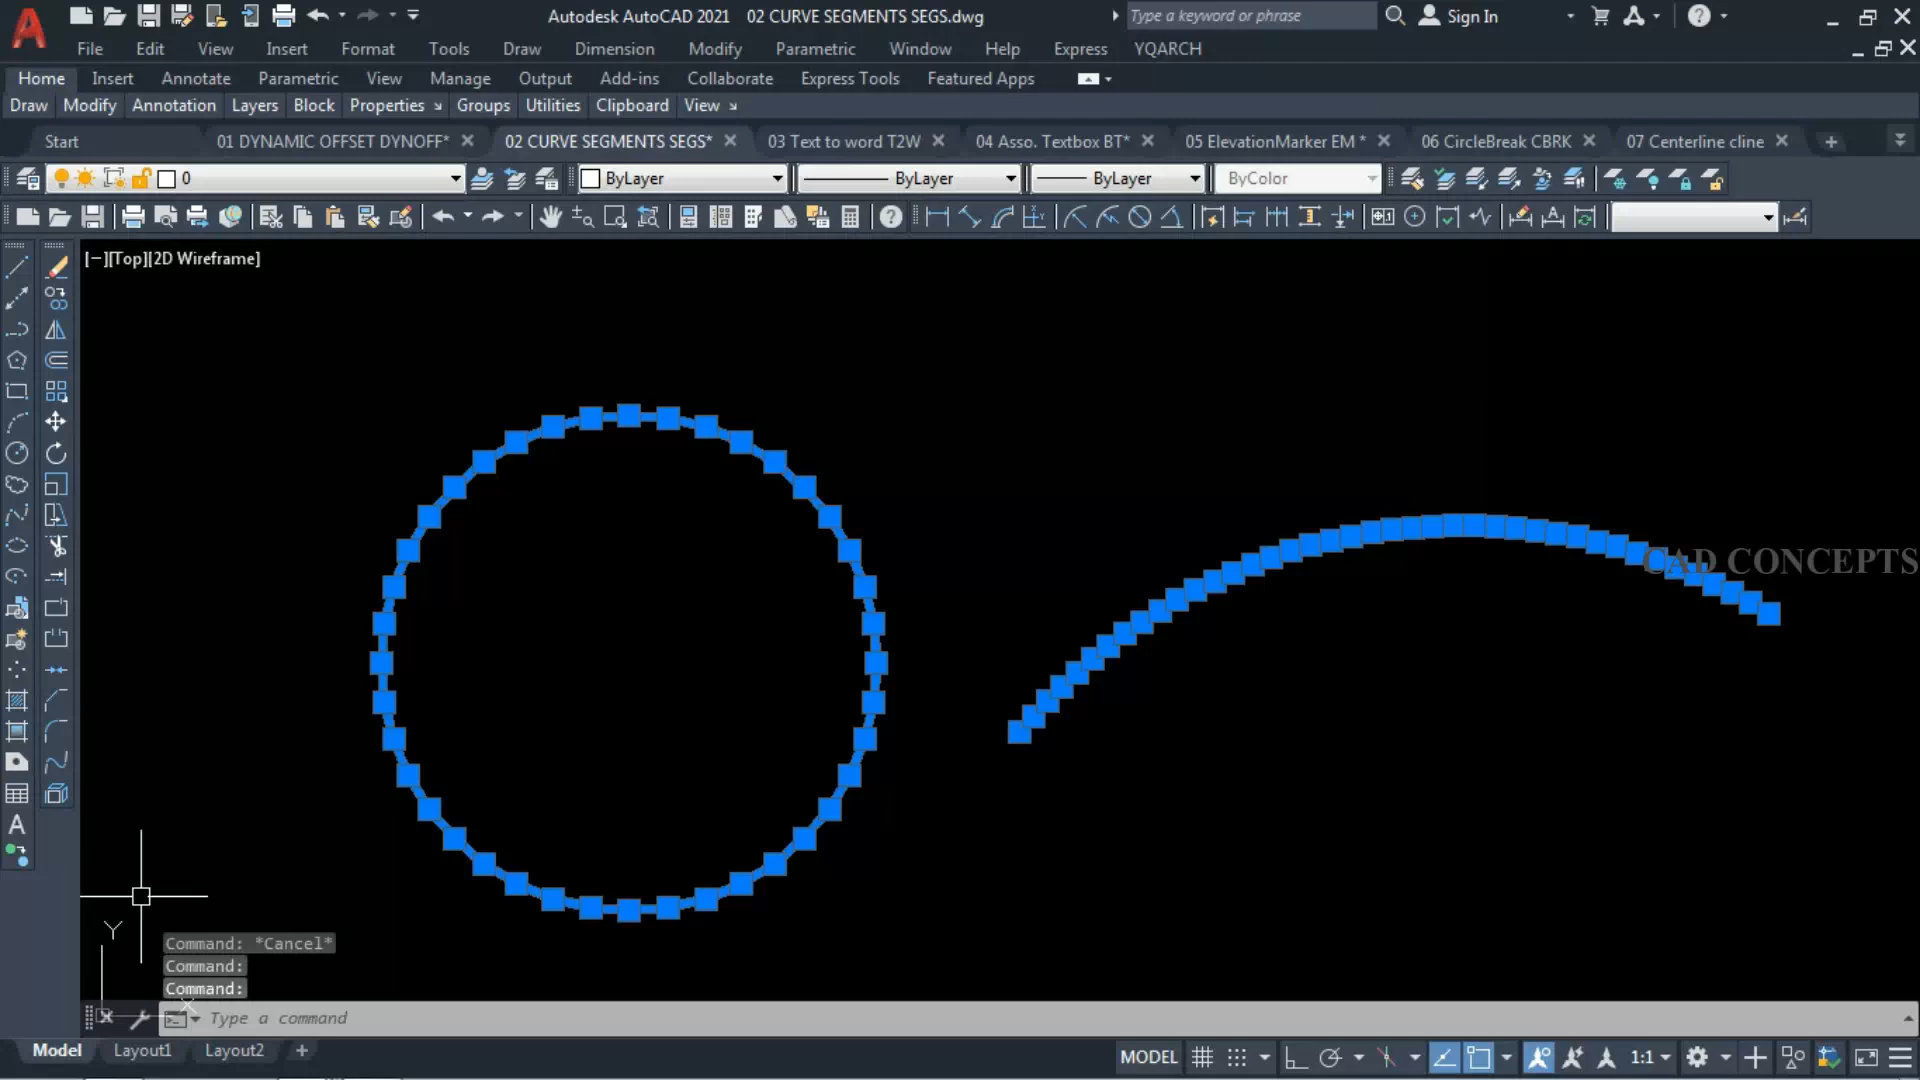 Autodesk AutoCAD 2021 02 CURVE SEGMENTS SEGS.dwg
Type a keyword or phrase
Sign In
File Edit View Insert Format Tools Draw Dimension Modify Parametric Window Help Express YQARCH
Home Insert Annotate Parametric View Manage Output Add-ins Collaborate Express Tools Featured Apps
Draw Modify Annotation Layers Block Properties Groups Utilities Clipboard View
Start 01 DYNAMIC OFFSET DYNOFF* 02 CURVE SEGMENTS SEGS* 03 Text to word T2W 04 Asso. Textbox BT* 05 ElevationMarker EM * 06 CircleBreak CBRK 07 Centerline cline
0 ByLayer ByLayer ByLayer ByColor
[−][Top][2D Wireframe]
CAD CONCEPTS
Y
Command: *Cancel*
Command:
Command:
Type a command
Model Layout1 Layout2 +
MODEL 1:1